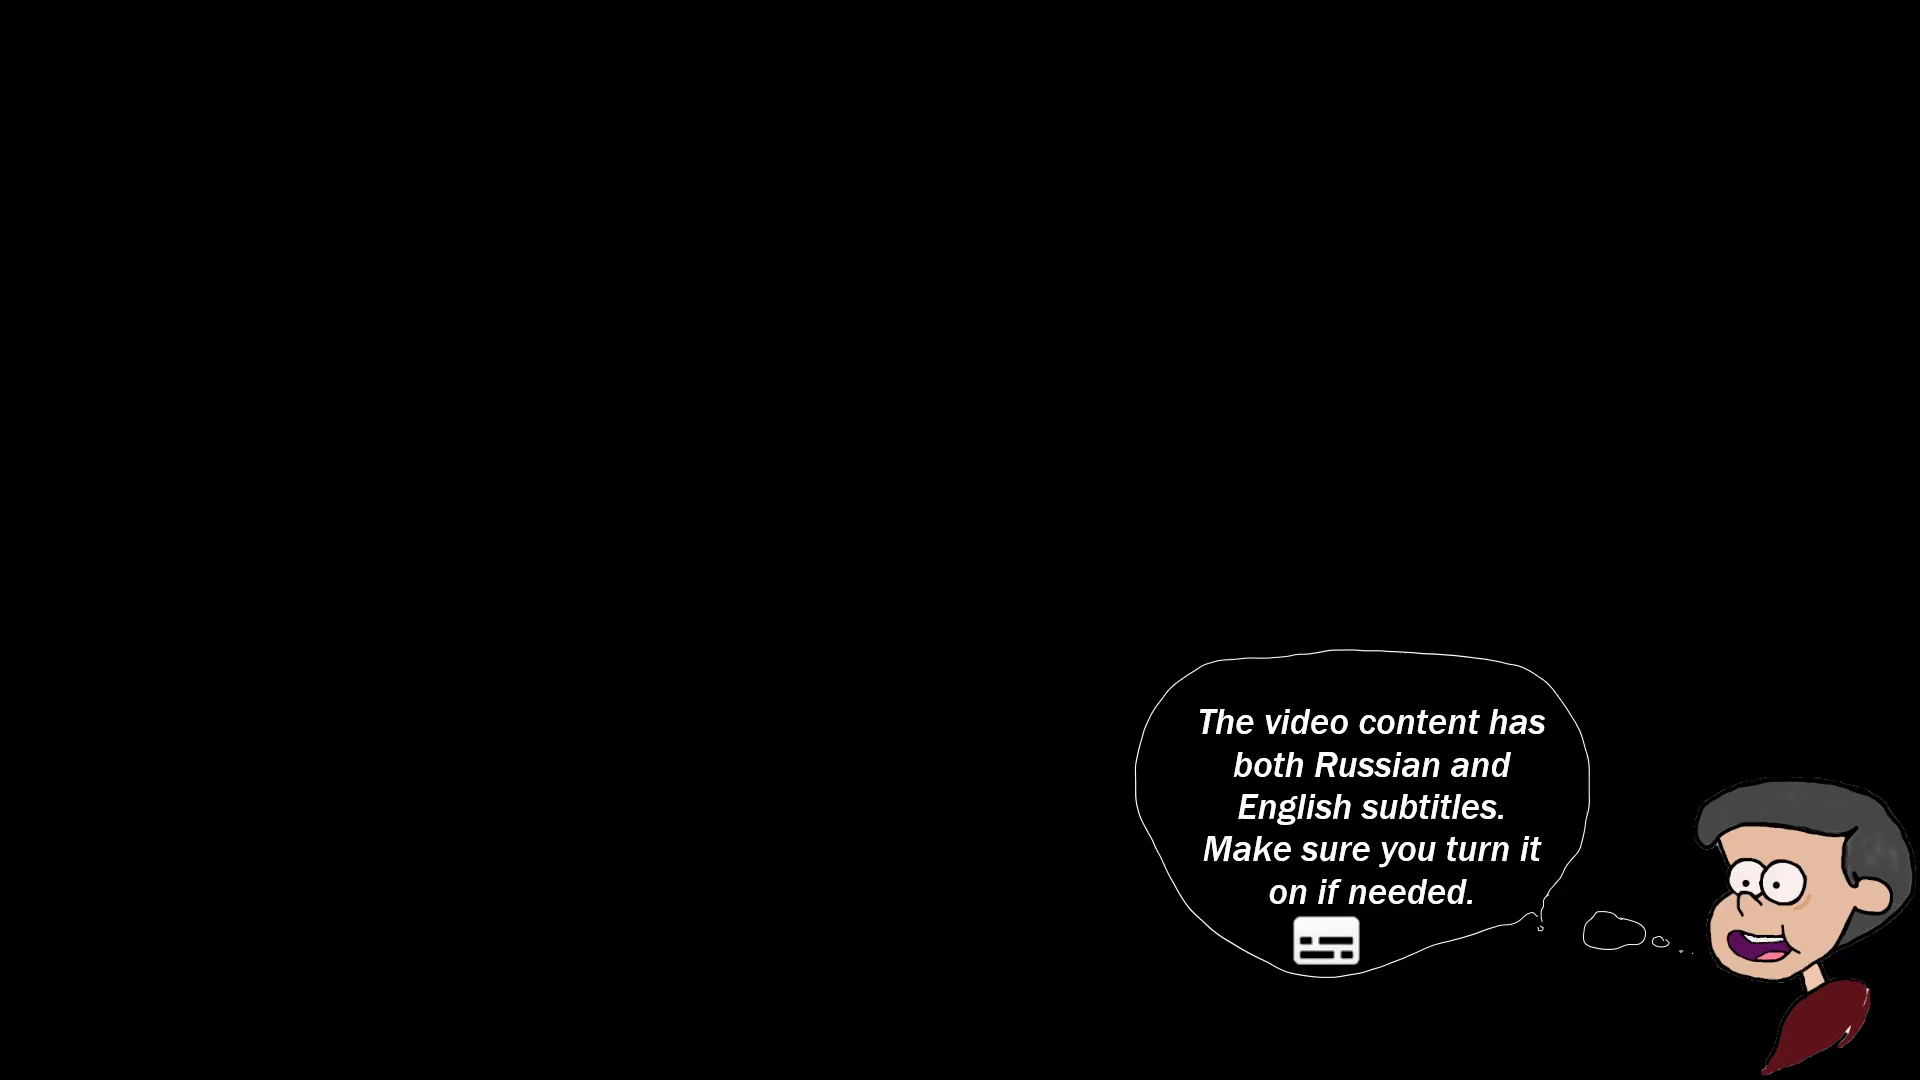 The video content has
both Russian and
English subtitles.
Make sure you turn it
on if needed.